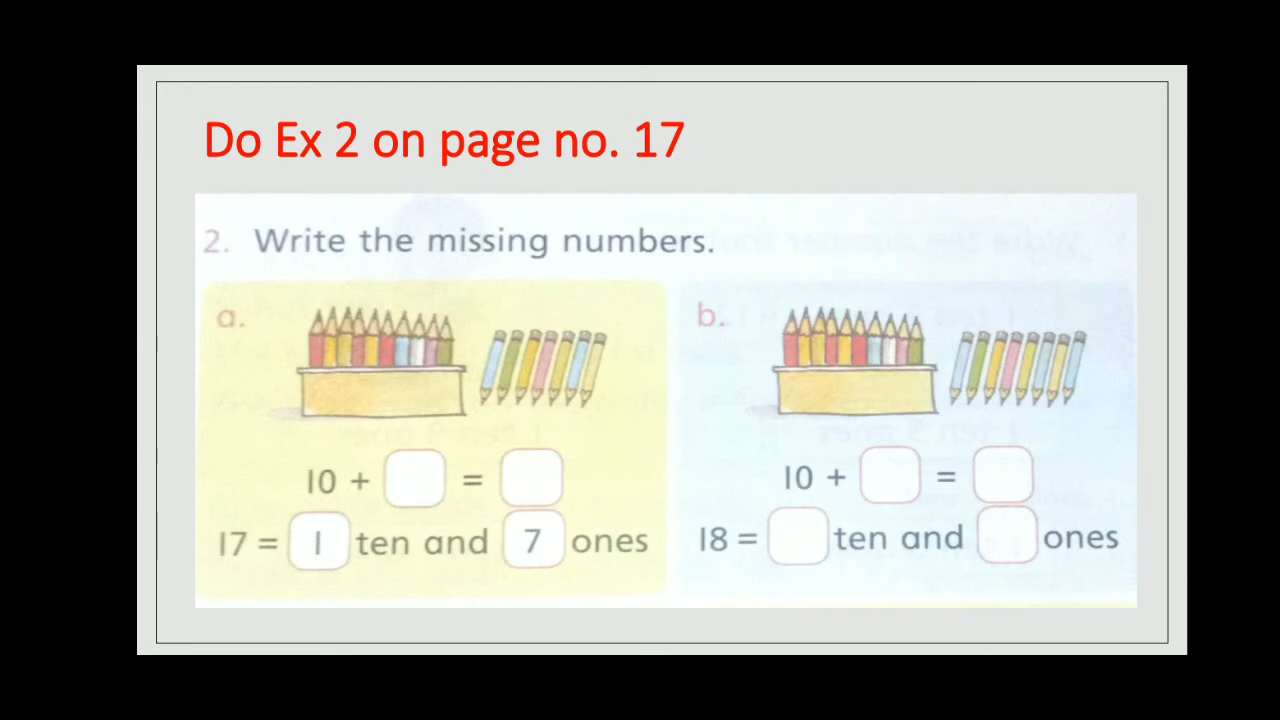 Do Ex 2 on page no. 17
2. Write the missing numbers.
a.
10 + =
17 = 1 ten and 7 ones
b.
10 + =
18 = ten and ones